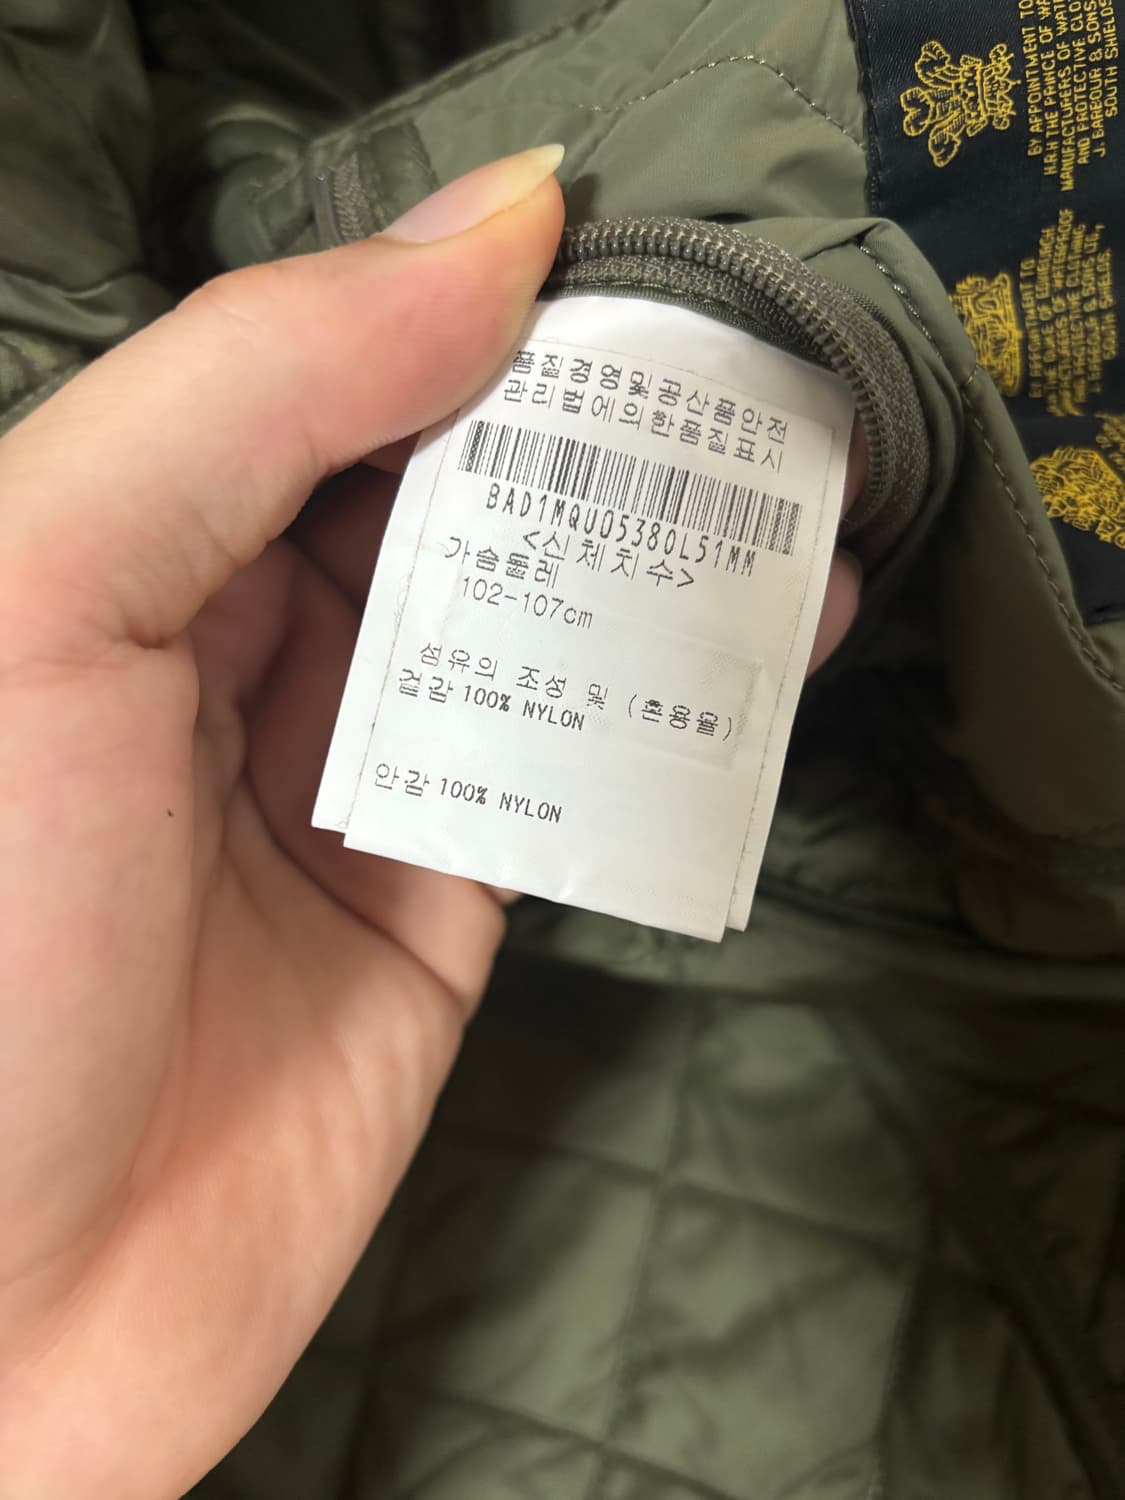 품질경영및공산품안전
관리법에의한품질표시
BAD1MQU05380L51MM
<신체치수>
가슴둘레
102-107cm
섬유의 조성 및 (혼용율)
겉감 100% NYLON
안감 100% NYLON
BY APPOINTMENT TO
H.R.H THE PRINCE OF
MANUFACTURERS OF
AND PROTECTIVE
J. BARBOUR & SONS
SOUTH SHIELDS